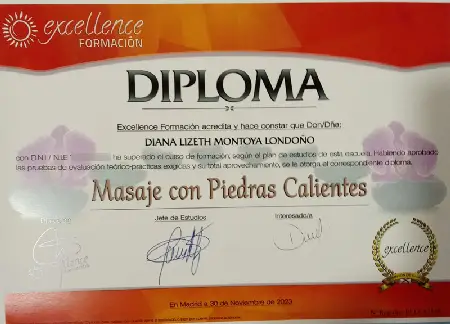 excellence
FORMACIÓN
DIPLOMA
Excellence Formación acredita y hace constar que Don/Dña:
DIANA LIZETH MONTOYA LONDOÑO
con D.N.I / N.I.E ha superado el curso de formación, según el plan de estudios de esta escuela. Habiendo aprobado
las pruebas de evaluación teórico-prácticas exigidas y su total aprovechamiento, se le otorga el correspondiente diploma.
Masaje con Piedras Calientes
Jefe de Estudios
Interesado/a
excellence
En Madrid a 30 de Noviembre de 2023